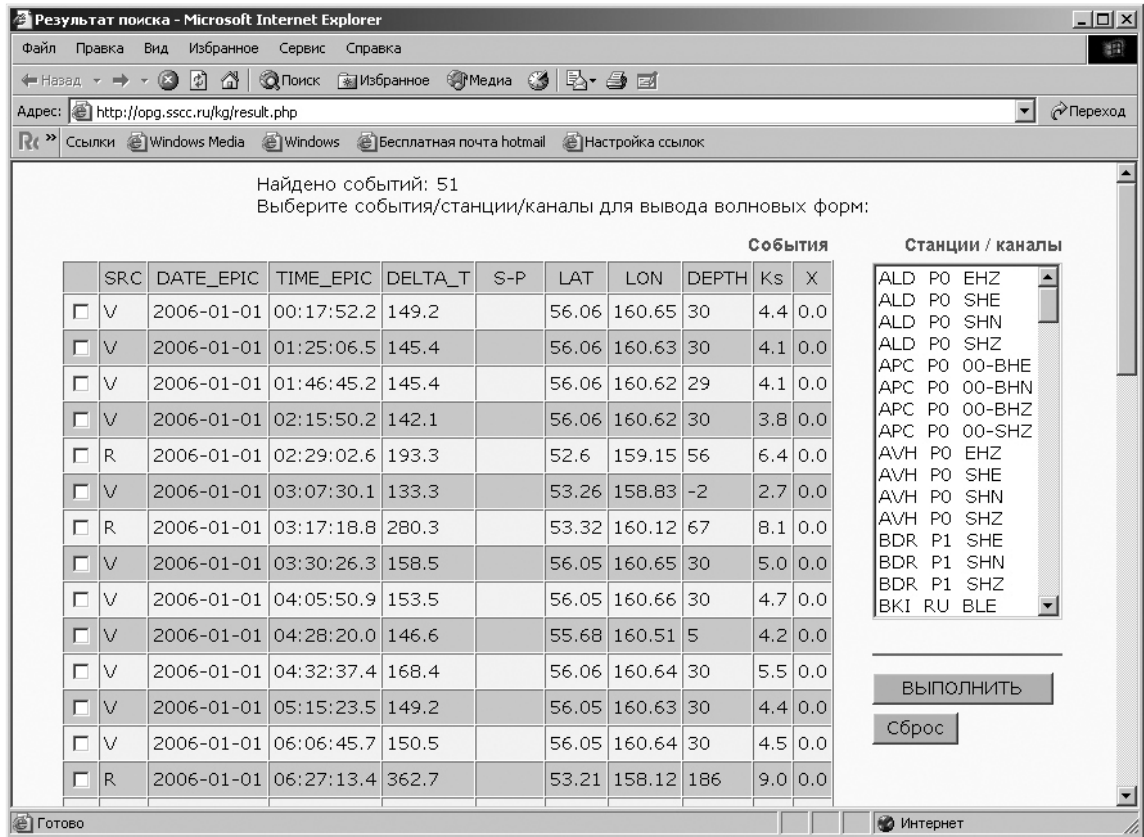 Результат поиска - Microsoft Internet Explorer
Файл Правка Вид Избранное Сервис Справка
Назад Поиск Избранное Медиа
Адрес: http://opg.sscc.ru/kg/result.php Переход
Ссылки Windows Media Windows Бесплатная почта hotmail Настройка ссылок
Найдено событий: 51
Выберите события/станции/каналы для вывода волновых форм:
События
SRC DATE_EPIC TIME_EPIC DELTA_T S-P LAT LON DEPTH Ks X
V 2006-01-01 00:17:52.2 149.2 56.06 160.65 30 4.4 0.0
V 2006-01-01 01:25:06.5 145.4 56.06 160.63 30 4.1 0.0
V 2006-01-01 01:46:45.2 145.4 56.06 160.62 29 4.1 0.0
V 2006-01-01 02:15:50.2 142.1 56.06 160.62 30 3.8 0.0
R 2006-01-01 02:29:02.6 193.3 52.6 159.15 56 6.4 0.0
V 2006-01-01 03:07:30.1 133.3 53.26 158.83 -2 2.7 0.0
R 2006-01-01 03:17:18.8 280.3 53.32 160.12 67 8.1 0.0
V 2006-01-01 03:30:26.3 158.5 56.05 160.65 30 5.0 0.0
V 2006-01-01 04:05:50.9 153.5 56.05 160.66 30 4.7 0.0
V 2006-01-01 04:28:20.0 146.6 55.68 160.51 5 4.2 0.0
V 2006-01-01 04:32:37.4 168.4 56.06 160.64 30 5.5 0.0
V 2006-01-01 05:15:23.5 149.2 56.05 160.63 30 4.4 0.0
V 2006-01-01 06:06:45.7 150.5 56.05 160.64 30 4.5 0.0
R 2006-01-01 06:27:13.4 362.7 53.21 158.12 186 9.0 0.0
Станции / каналы
ALD P0 EHZ
ALD P0 SHE
ALD P0 SHN
ALD P0 SHZ
APC P0 00-BHE
APC P0 00-BHN
APC P0 00-BHZ
APC P0 00-SHZ
AVH P0 EHZ
AVH P0 SHE
AVH P0 SHN
AVH P0 SHZ
BDR P1 SHE
BDR P1 SHN
BDR P1 SHZ
BKI RU BLE
ВЫПОЛНИТЬ
Сброс
Готово Интернет